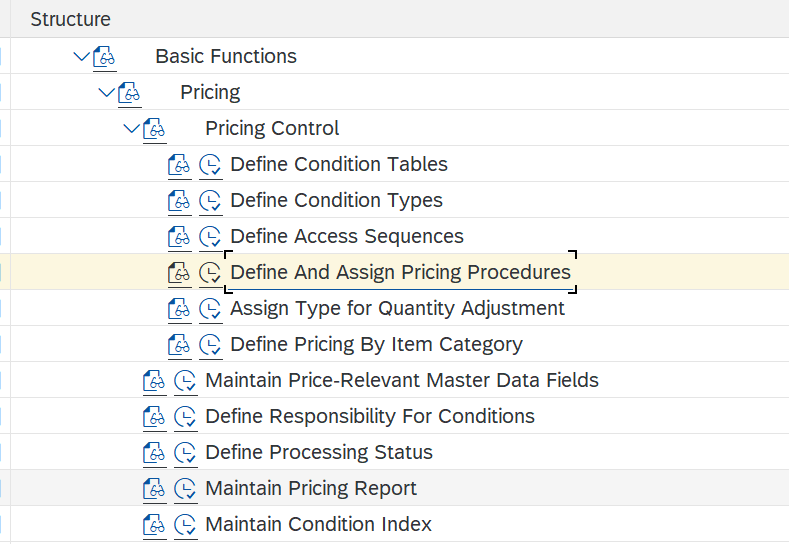 Structure
Basic Functions
Pricing
Pricing Control
Define Condition Tables
Define Condition Types
Define Access Sequences
Define And Assign Pricing Procedures
Assign Type for Quantity Adjustment
Define Pricing By Item Category
Maintain Price-Relevant Master Data Fields
Define Responsibility For Conditions
Define Processing Status
Maintain Pricing Report
Maintain Condition Index